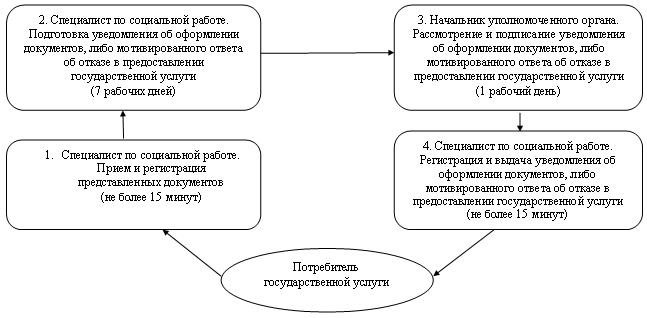 2. Специалист по социальной работе.
Подготовка уведомления об оформлении
документов, либо мотивированного ответа
об отказе в предоставлении
государственной услуги
(7 рабочих дней)
3. Начальник уполномоченного органа.
Рассмотрение и подписание уведомления
об оформлении документов, либо
мотивированного ответа об отказе в
предоставлении государственной услуги
(1 рабочий день)
1. Специалист по социальной работе.
Прием и регистрация
представленных документов
(не более 15 минут)
4. Специалист по социальной работе.
Регистрация и выдача уведомления об
оформлении документов, либо
мотивированного ответа об отказе в
предоставлении государственной услуги
(не более 15 минут)
Потребитель
государственной услуги